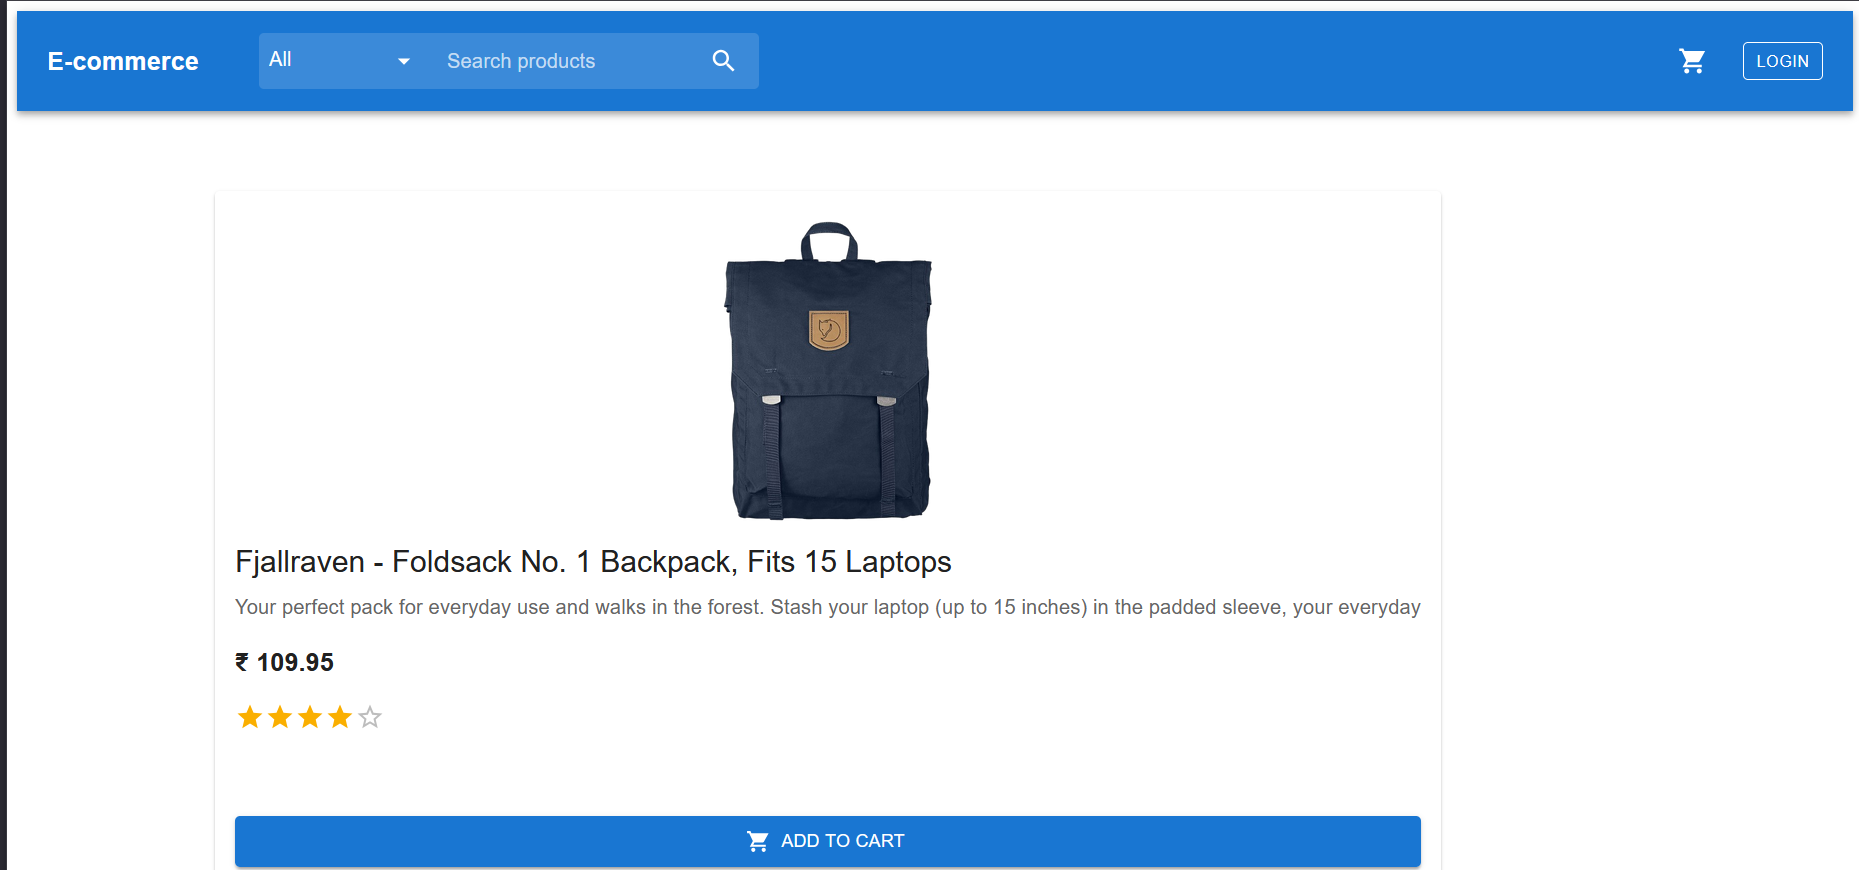 E-commerce
All
Search products
LOGIN
Fjallraven - Foldsack No. 1 Backpack, Fits 15 Laptops
Your perfect pack for everyday use and walks in the forest. Stash your laptop (up to 15 inches) in the padded sleeve, your everyday
₹ 109.95
ADD TO CART